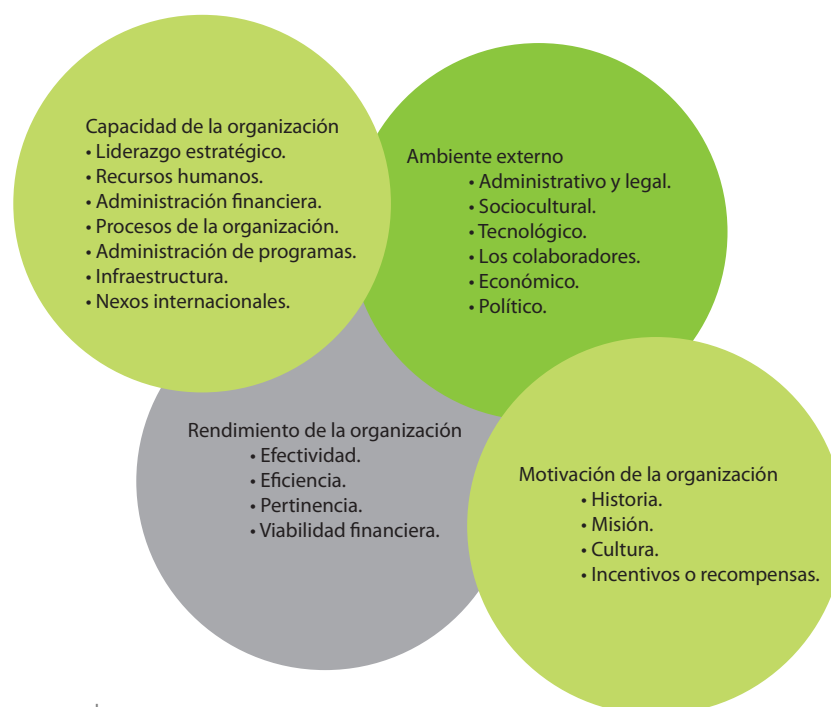 Capacidad de la organización
• Liderazgo estratégico.
• Recursos humanos.
• Administración financiera.
• Procesos de la organización.
• Administración de programas.
• Infraestructura.
• Nexos internacionales.
Ambiente externo
• Administrativo y legal.
• Sociocultural.
• Tecnológico.
• Los colaboradores.
• Económico.
• Político.
Rendimiento de la organización
• Efectividad.
• Eficiencia.
• Pertinencia.
• Viabilidad financiera.
Motivación de la organización
• Historia.
• Misión.
• Cultura.
• Incentivos o recompensas.